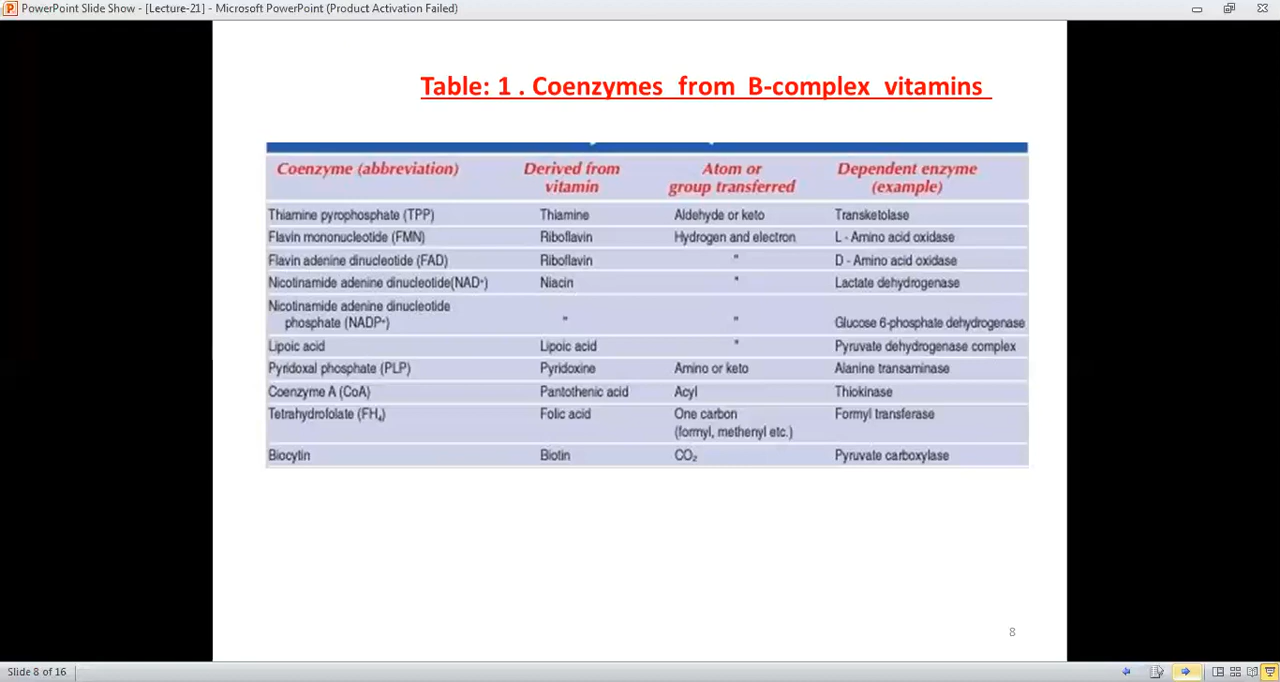 PowerPoint Slide Show - [Lecture-21] - Microsoft PowerPoint (Product Activation Failed)
Table: 1 . Coenzymes from B-complex vitamins
Coenzyme (abbreviation) Derived from vitamin Atom or group transferred Dependent enzyme (example)
Thiamine pyrophosphate (TPP) Thiamine Aldehyde or keto Transketolase
Flavin mononucleotide (FMN) Riboflavin Hydrogen and electron L - Amino acid oxidase
Flavin adenine dinucleotide (FAD) Riboflavin " D - Amino acid oxidase
Nicotinamide adenine dinucleotide(NAD⁺) Niacin " Lactate dehydrogenase
Nicotinamide adenine dinucleotide
phosphate (NADP⁺) " " Glucose 6-phosphate dehydrogenase
Lipoic acid Lipoic acid " Pyruvate dehydrogenase complex
Pyridoxal phosphate (PLP) Pyridoxine Amino or keto Alanine transaminase
Coenzyme A (CoA) Pantothenic acid Acyl Thiokinase
Tetrahydrofolate (FH₄) Folic acid One carbon Formyl transferase
(formyl, methenyl etc.)
Biocytin Biotin CO₂ Pyruvate carboxylase
8
Slide 8 of 16